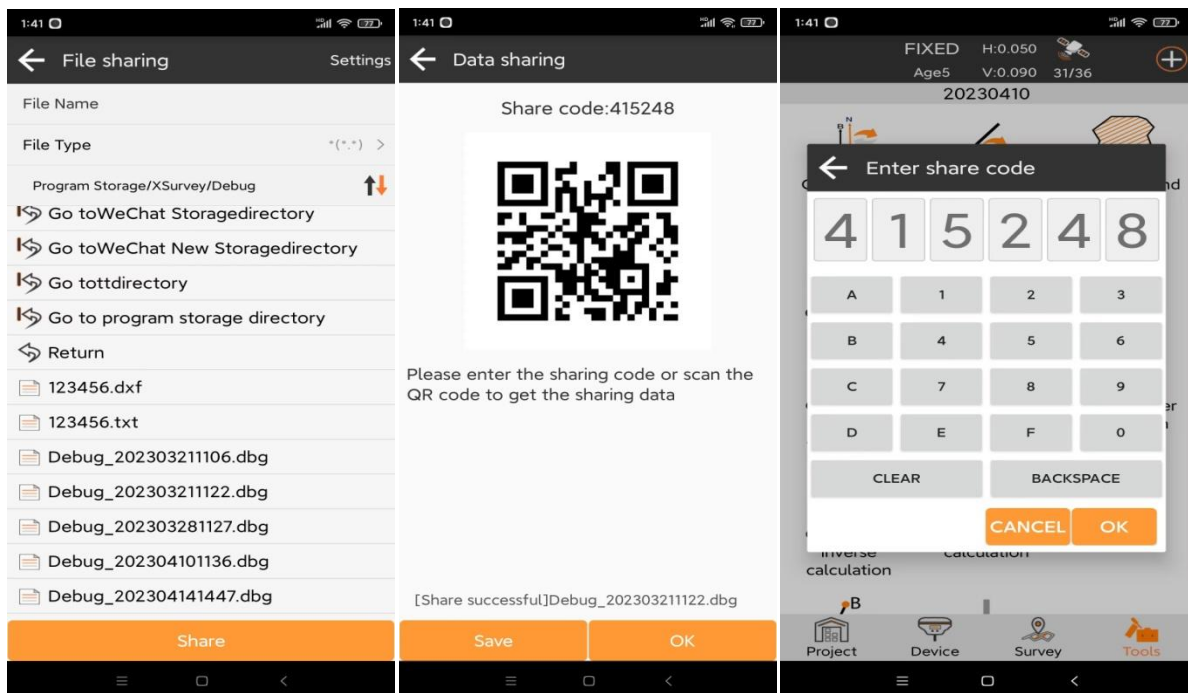 1:41
77
File sharing
Settings
File Name
File Type
*(*.*) >
Program Storage/XSurvey/Debug
Go toWeChat Storagedirectory
Go toWeChat New Storagedirectory
Go tottdirectory
Go to program storage directory
Return
123456.dxf
123456.txt
Debug_202303211106.dbg
Debug_202303211122.dbg
Debug_202303281127.dbg
Debug_202304101136.dbg
Debug_202304141447.dbg
Share
1:41
77
Data sharing
Share code:415248
Please enter the sharing code or scan the
QR code to get the sharing data
[Share successful]Debug_202303211122.dbg
Save
OK
1:41
77
FIXED H:0.050
Age5 V:0.090 31/36
20230410
B N
Enter share code
4 1 5 2 4 8
A 1 2 3
B 4 5 6
C 7 8 9
D E F 0
CLEAR BACKSPACE
CANCEL OK
inverse
calculation
calculation
B
Project Device Survey Tools